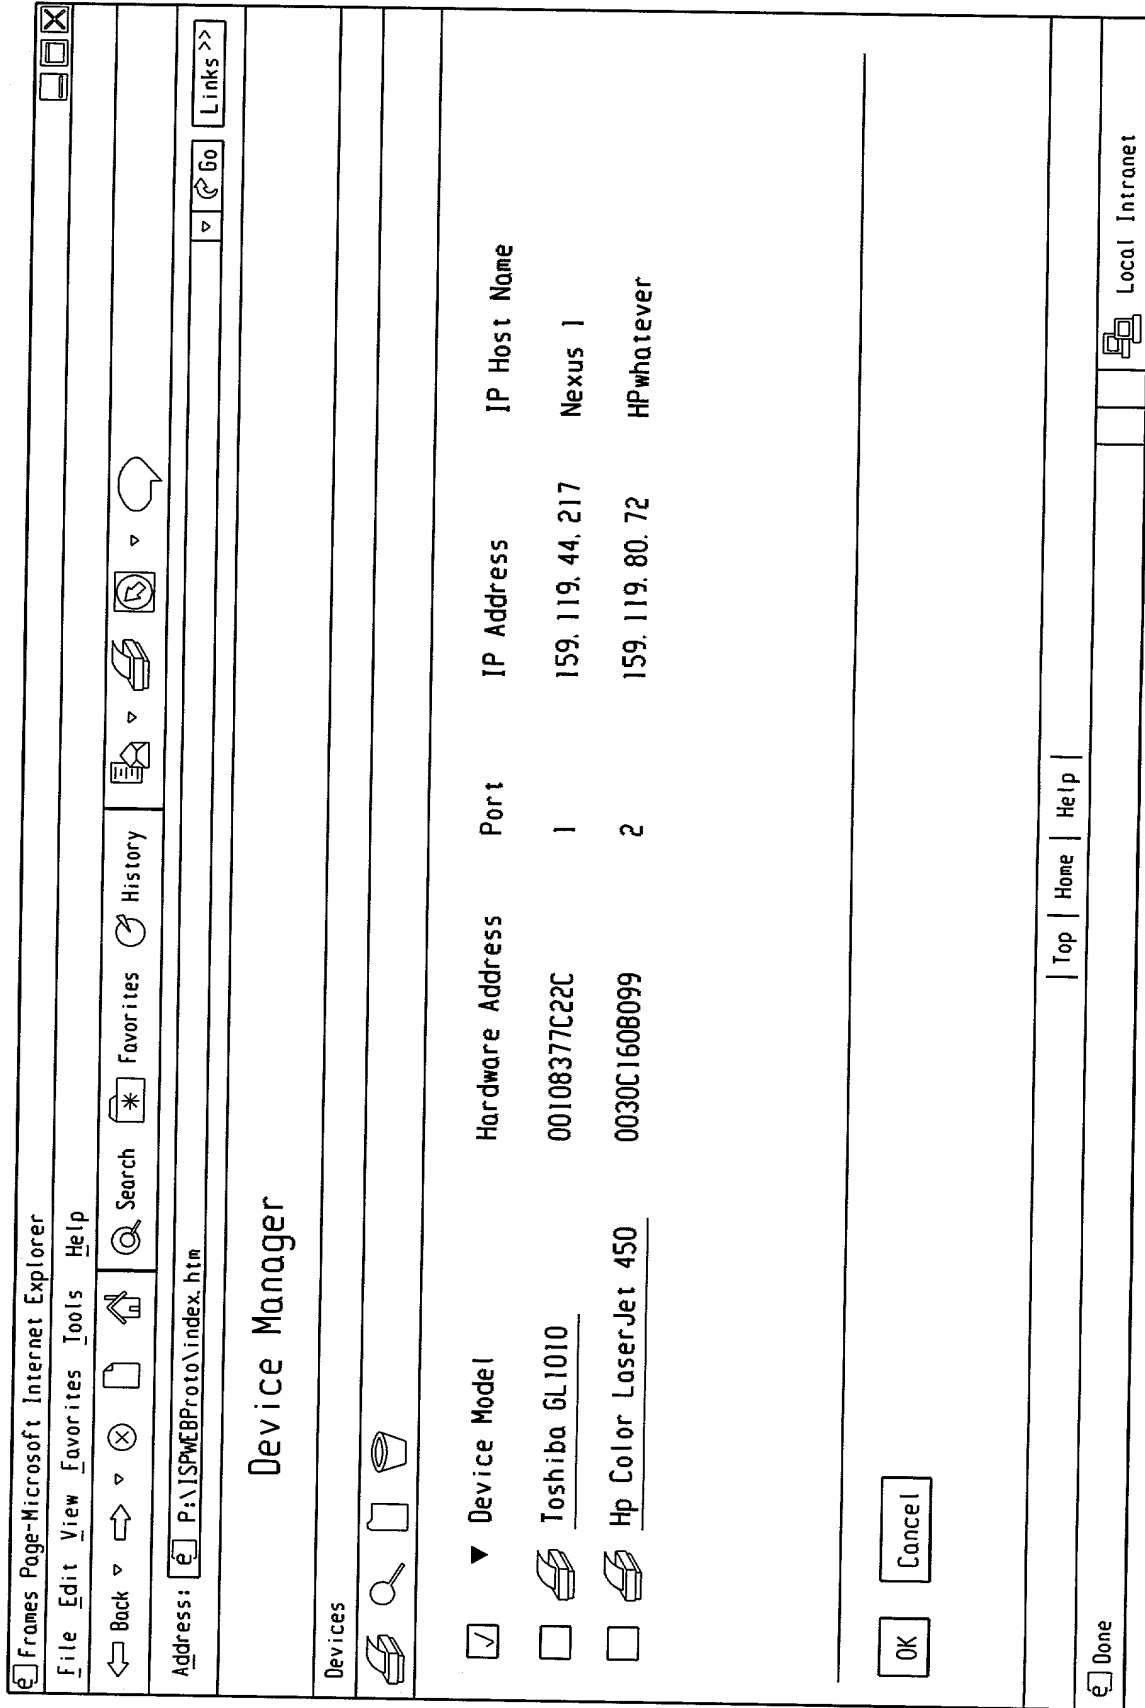 Frames Page-Microsoft Internet Explorer
File Edit View Favorites Tools Help
Back Search Favorites History
Address: P:\ISPWEBProto\index.htm Go Links >>
Device Manager
Devices
Device Model Hardware Address Port IP Address IP Host Name
Toshiba GL1010 00108377C22C 1 159.119.44.217 Nexus 1
Hp Color LaserJet 450 0030C160B099 2 159.119.80.72 HPwhatever
OK Cancel
| Top | Home | Help |
Done Local Intranet